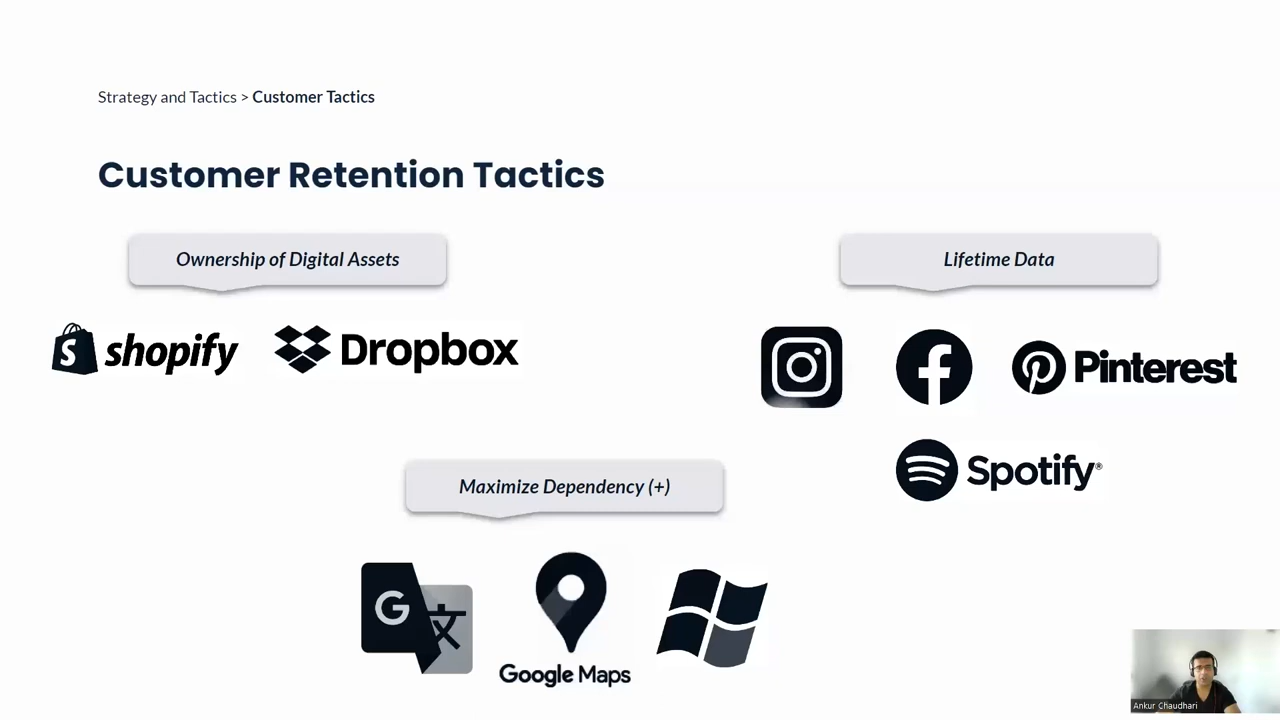 Strategy and Tactics > Customer Tactics
Customer Retention Tactics
Ownership of Digital Assets
Lifetime Data
shopify
Dropbox
Pinterest
Spotify®
Maximize Dependency (+)
G 文
Google Maps
Ankur Chaudhari